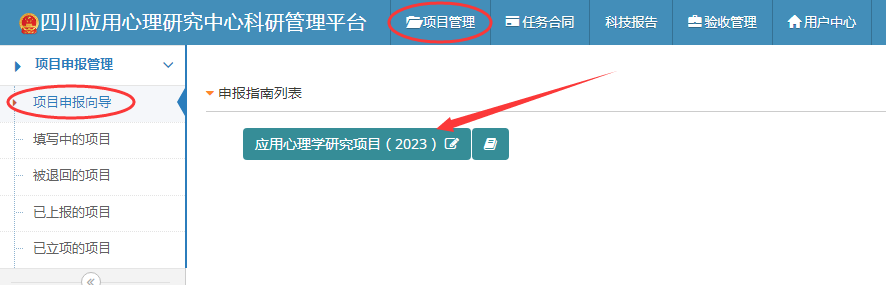 四川应用心理研究中心科研管理平台
项目管理
任务合同
科技报告
验收管理
用户中心
项目申报管理
项目申报向导
填写中的项目
被退回的项目
已上报的项目
已立项的项目
申报指南列表
应用心理学研究项目（2023）